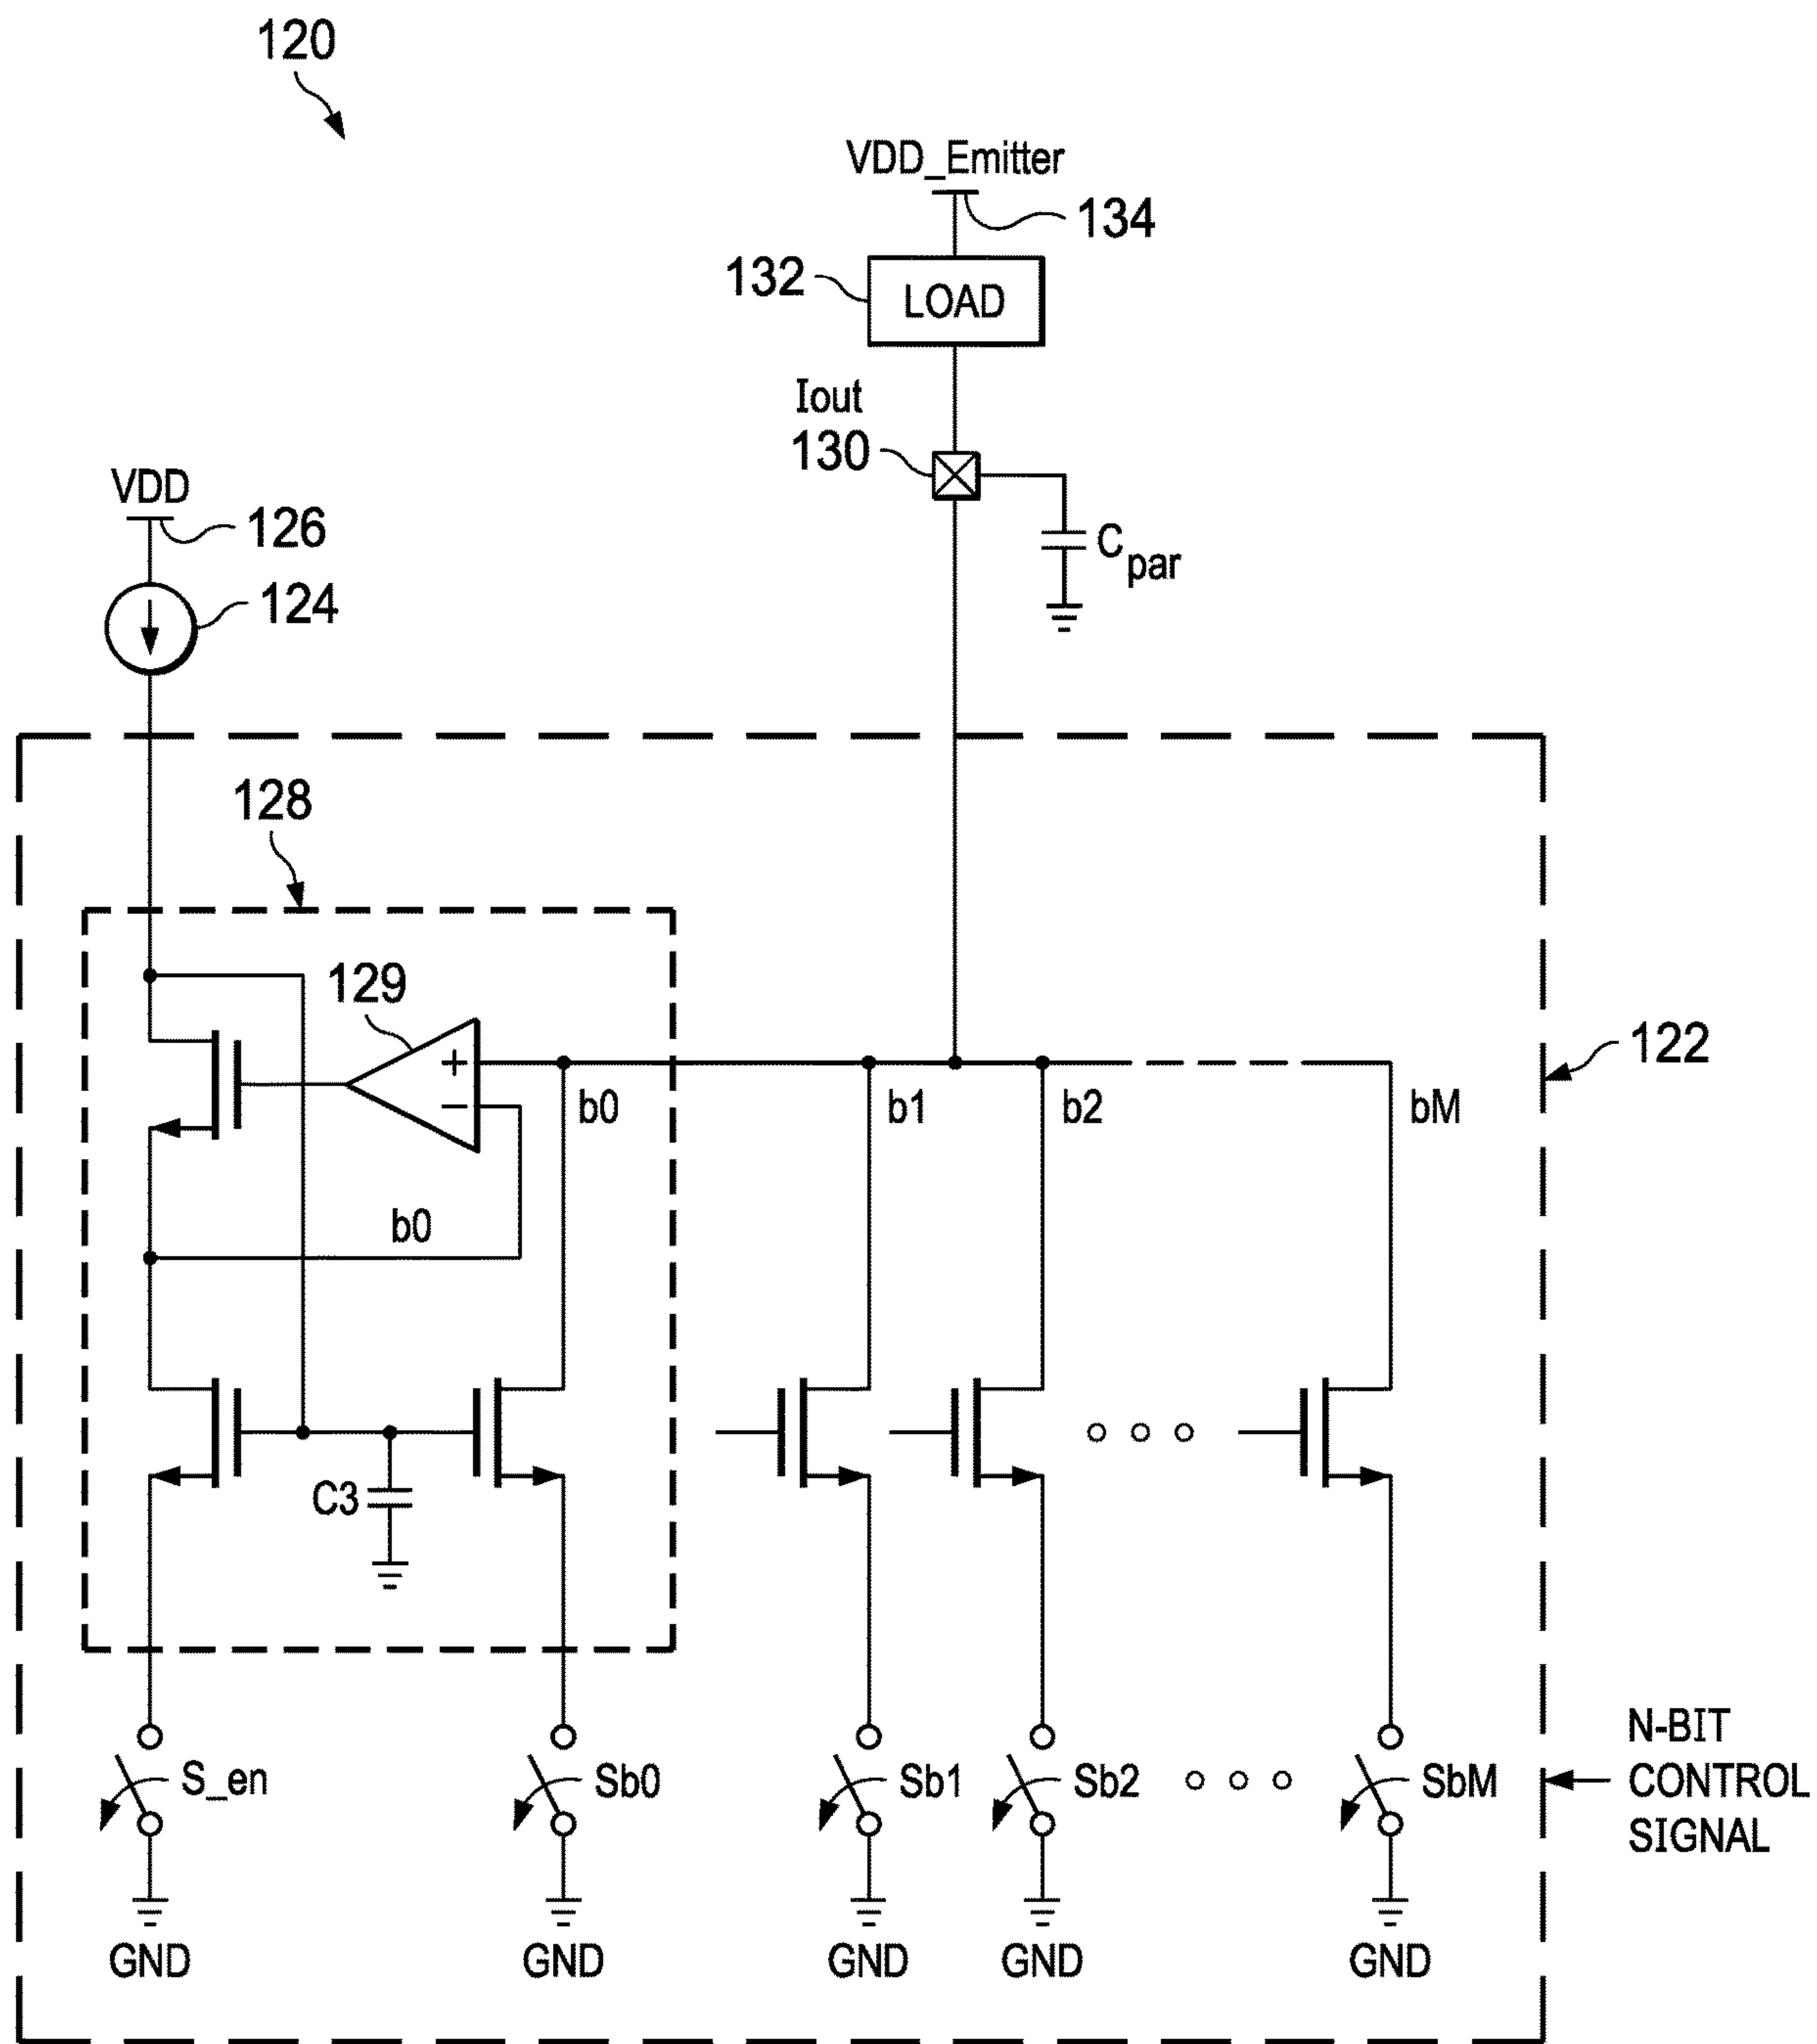 120
VDD_Emitter
134
132
LOAD
Iout
130
VDD
126
Cpar
124
128
129
+
−
b0
b1
b2
bM
122
b0
C3
S_en
Sb0
Sb1
Sb2
SbM
N-BIT
CONTROL
SIGNAL
GND
GND
GND
GND
GND